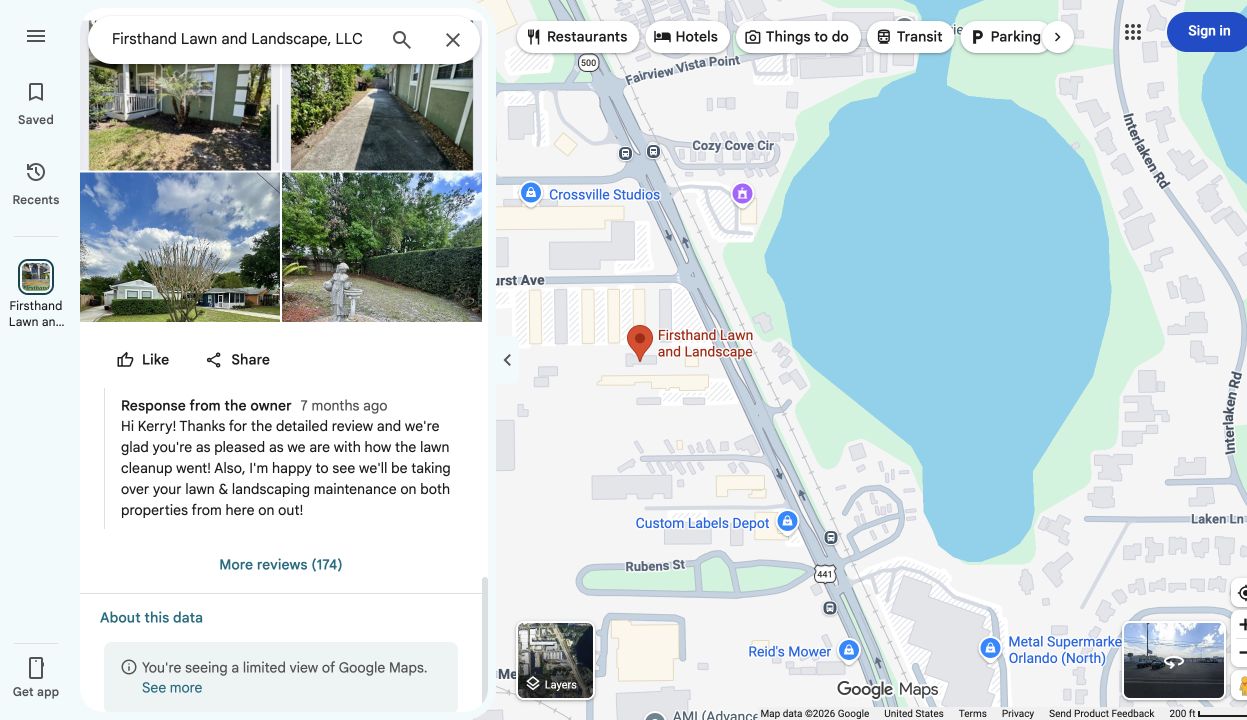 Firsthand Lawn and Landscape, LLC
Saved
Recents
Firsthand
Lawn an...
Get app
Like
Share
Response from the owner 7 months ago
Hi Kerry! Thanks for the detailed review and we're
glad you're as pleased as we are with how the lawn
cleanup went! Also, I'm happy to see we'll be taking
over your lawn & landscaping maintenance on both
properties from here on out!
More reviews (174)
About this data
You're seeing a limited view of Google Maps.
See more
Restaurants
Hotels
Things to do
Transit
Parking
Sign in
500
Fairview Vista Point
Cozy Cove Cir
Interlaken Rd
Crossville Studios
urst Ave
Firsthand Lawn
and Landscape
Interlaken Rd
Custom Labels Depot
Laken Ln
Rubens St
441
Reid's Mower
Metal Supermarke
Orlando (North)
Me
Layers
Google Maps
AMI (Advance
Map data ©2026 Google United States Terms Privacy Send Product Feedback 200 ft